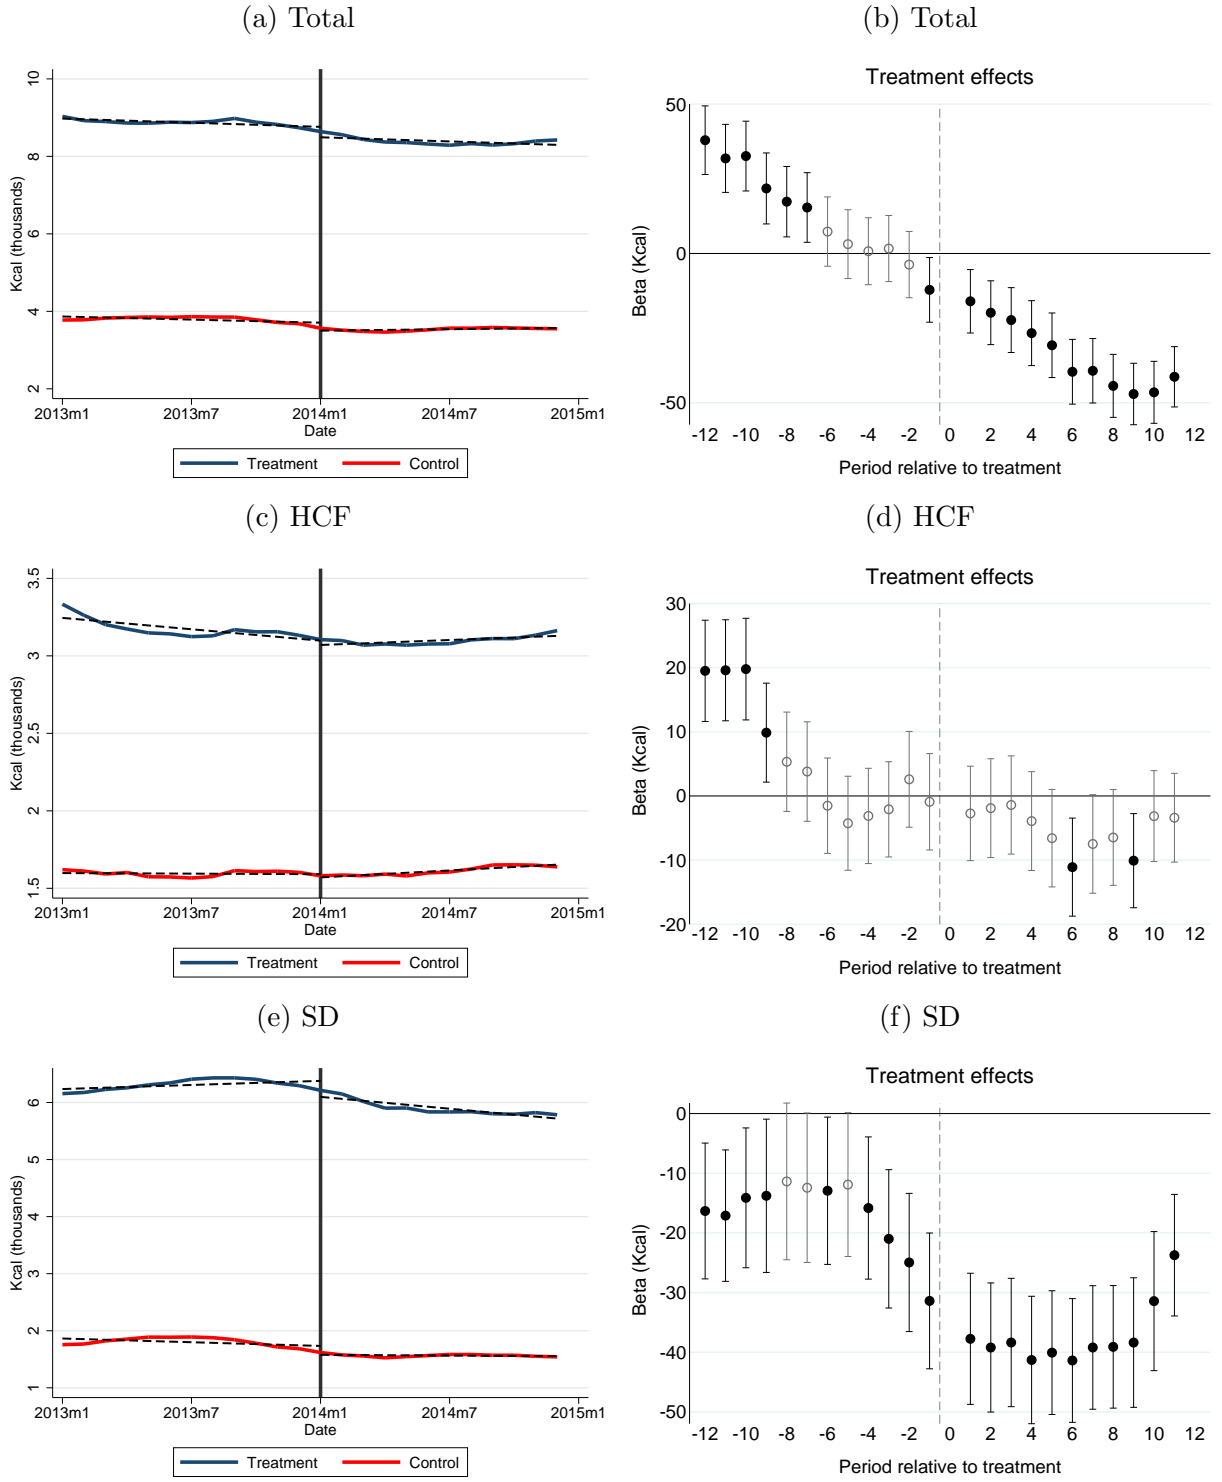 (a) Total
10
8
6
4
2
Kcal (thousands)
2013m1 2013m7 2014m1 2014m7 2015m1
Date
Treatment Control
(b) Total
Treatment effects
50
0
-50
Beta (Kcal)
-12 -10 -8 -6 -4 -2 0 2 4 6 8 10 12
Period relative to treatment
(c) HCF
3.5
3
2.5
2
1.5
Kcal (thousands)
2013m1 2013m7 2014m1 2014m7 2015m1
Date
Treatment Control
(d) HCF
Treatment effects
30
20
10
0
-10
-20
Beta (Kcal)
-12 -10 -8 -6 -4 -2 0 2 4 6 8 10 12
Period relative to treatment
(e) SD
6
5
4
3
2
1
Kcal (thousands)
2013m1 2013m7 2014m1 2014m7 2015m1
Date
Treatment Control
(f) SD
Treatment effects
0
-10
-20
-30
-40
-50
Beta (Kcal)
-12 -10 -8 -6 -4 -2 0 2 4 6 8 10 12
Period relative to treatment